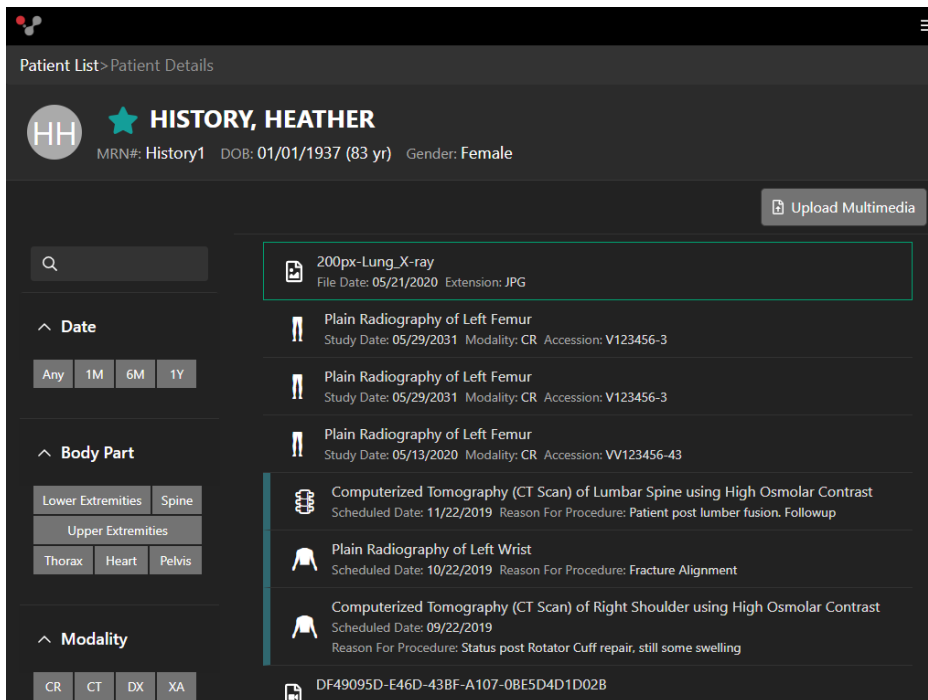 Patient List>Patient Details
HH
HISTORY, HEATHER
MRN#: History1 DOB: 01/01/1937 (83 yr) Gender: Female
Upload Multimedia
200px-Lung_X-ray
File Date: 05/21/2020 Extension: JPG
Date
Any 1M 6M 1Y
Body Part
Lower Extremities Spine
Upper Extremities
Thorax Heart Pelvis
Modality
CR CT DX XA
Plain Radiography of Left Femur
Study Date: 05/29/2031 Modality: CR Accession: V123456-3
Plain Radiography of Left Femur
Study Date: 05/29/2031 Modality: CR Accession: V123456-3
Plain Radiography of Left Femur
Study Date: 05/13/2020 Modality: CR Accession: VV123456-43
Computerized Tomography (CT Scan) of Lumbar Spine using High Osmolar Contrast
Scheduled Date: 11/22/2019 Reason For Procedure: Patient post lumber fusion. Followup
Plain Radiography of Left Wrist
Scheduled Date: 10/22/2019 Reason For Procedure: Fracture Alignment
Computerized Tomography (CT Scan) of Right Shoulder using High Osmolar Contrast
Scheduled Date: 09/22/2019
Reason For Procedure: Status post Rotator Cuff repair, still some swelling
DF49095D-E46D-43BF-A107-0BE5D4D1D02B